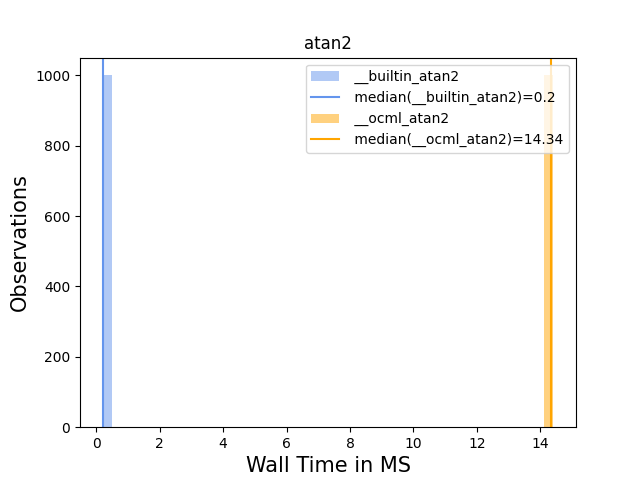 atan2
__builtin_atan2
median(__builtin_atan2)=0.2
__ocml_atan2
median(__ocml_atan2)=14.34
1000
800
600
400
200
0
Observations
0 2 4 6 8 10 12 14
Wall Time in MS